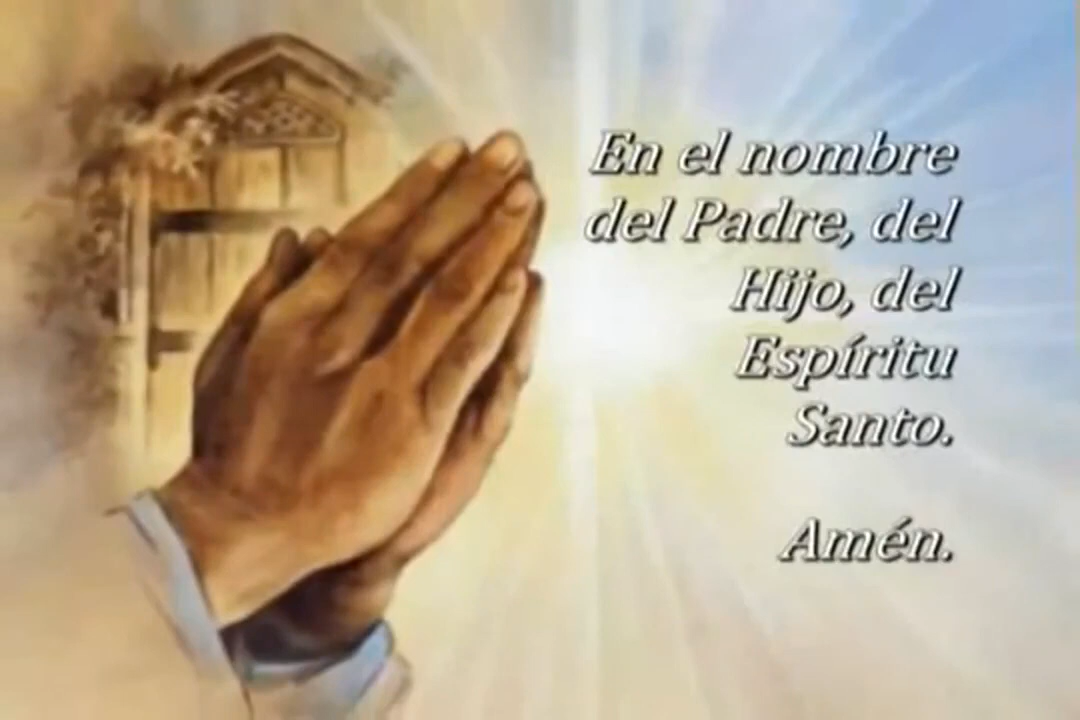 En el nombre
del Padre, del
Hijo, del
Espíritu
Santo.
Amén.